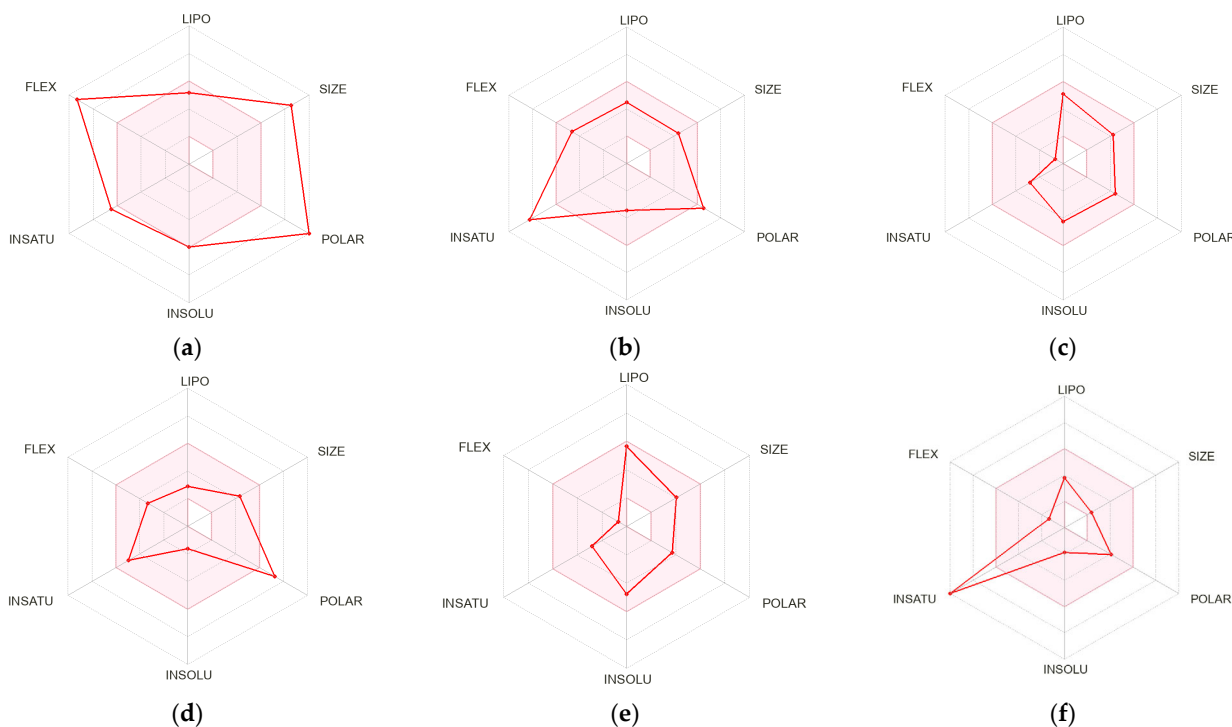 LIPO
FLEX
SIZE
INSATU
POLAR
INSOLU
(a)
LIPO
FLEX
SIZE
INSATU
POLAR
INSOLU
(b)
LIPO
FLEX
SIZE
INSATU
POLAR
INSOLU
(c)
LIPO
FLEX
SIZE
INSATU
POLAR
INSOLU
(d)
LIPO
FLEX
SIZE
INSATU
POLAR
INSOLU
(e)
LIPO
FLEX
SIZE
INSATU
POLAR
INSOLU
(f)